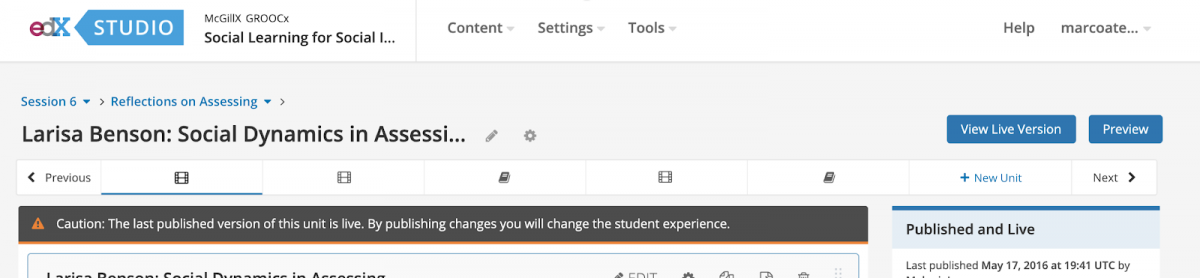 edX STUDIO
McGillX GROOCx
Social Learning for Social I...
Content
Settings
Tools
Help
marcoate...
Session 6 > Reflections on Assessing >
Larisa Benson: Social Dynamics in Assessi...
View Live Version
Preview
Previous
+ New Unit
Next
Caution: The last published version of this unit is live. By publishing changes you will change the student experience.
Published and Live
Larisa Benson: Social Dynamics in Assessing
EDIT
Last published May 17, 2016 at 19:41 UTC by